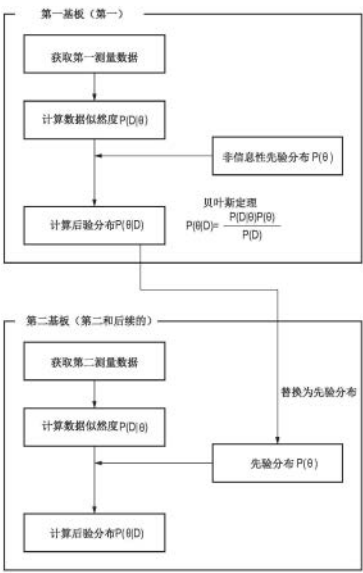 第一基板（第一）
获取第一测量数据
计算数据似然度P(D|θ)
非信息性先验分布P(θ)
计算后验分布P(θ|D)
贝叶斯定理
P(θ|D)= P(D|θ)P(θ)
P(D)
第二基板（第二和后续的）
获取第二测量数据
替换为先验分布
计算数据似然度P(D|θ)
先验分布P(θ)
计算后验分布P(θ|D)